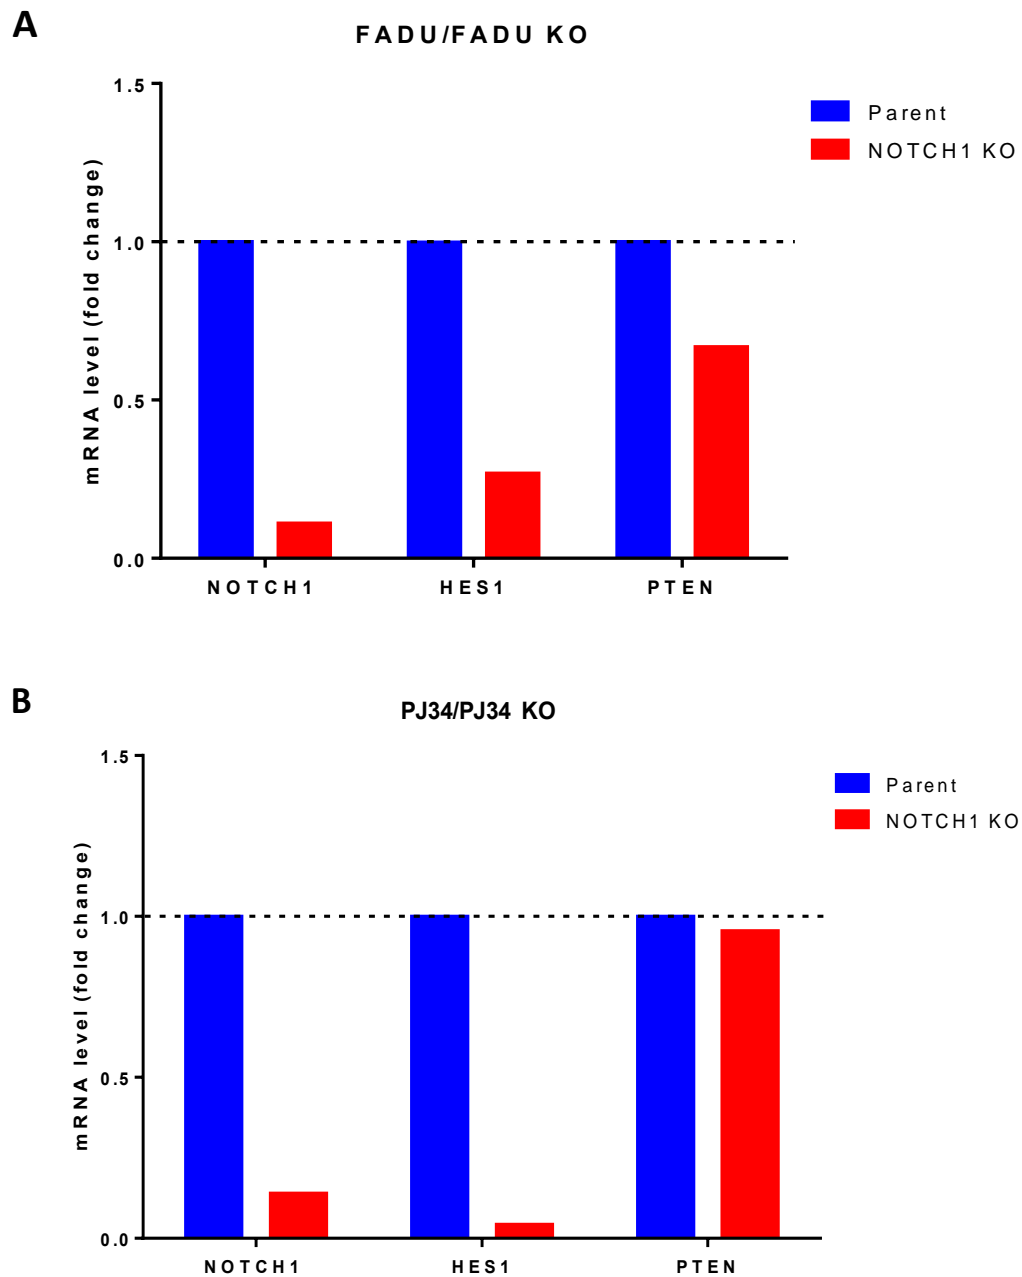 A
FADU/FADU KO
mRNA level (fold change)
1.5
1.0
0.5
0.0
NOTCH1 HES1 PTEN
Parent
NOTCH1 KO
B
PJ34/PJ34 KO
mRNA level (fold change)
1.5
1.0
0.5
0.0
NOTCH1 HES1 PTEN
Parent
NOTCH1 KO